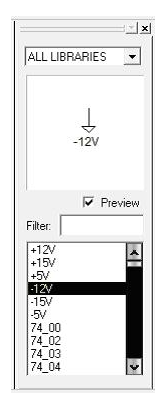 ALL LIBRARIES
-12V
Preview
Filter:
+12V
+15V
+5V
-12V
-15V
-5V
74_00
74_02
74_03
74_04